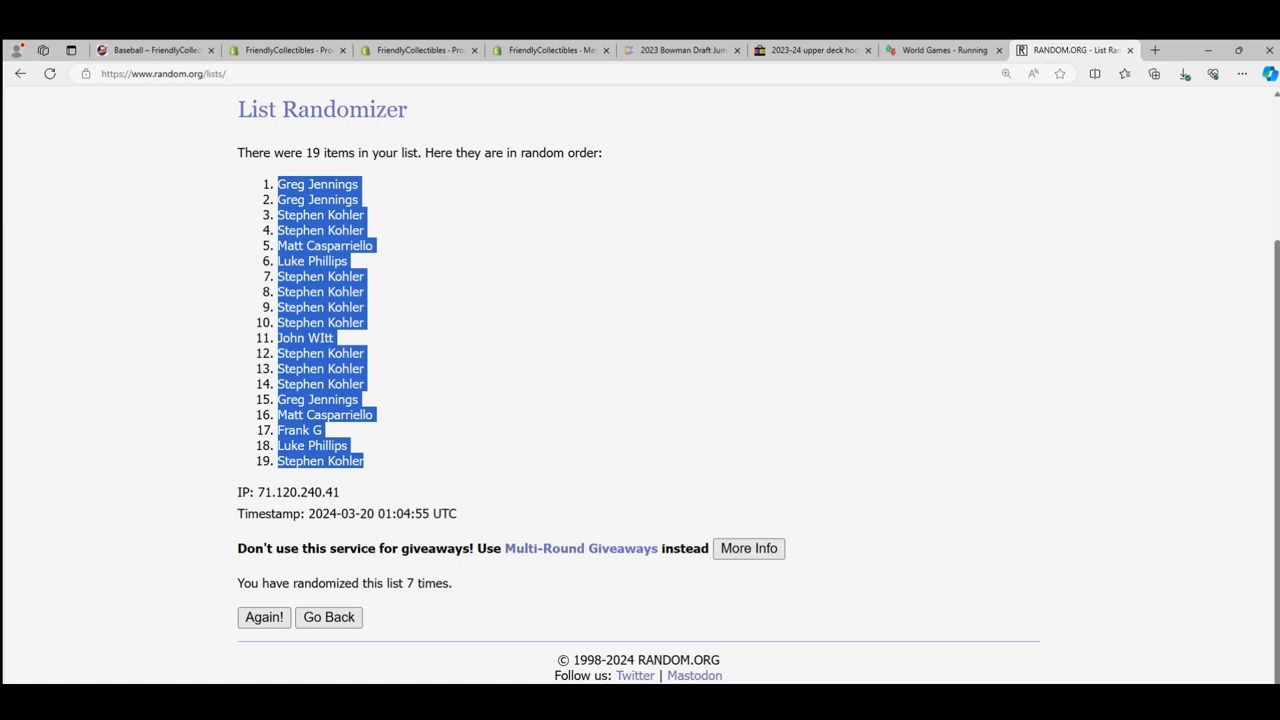 Baseball – FriendlyCollec
FriendlyCollectibles · Pro
FriendlyCollectibles · Pro
FriendlyCollectibles · Me
2023 Bowman Draft Jum
2023-24 upper deck hoc
World Games - Running
RANDOM.ORG - List Ran
https://www.random.org/lists/
List Randomizer
There were 19 items in your list. Here they are in random order:
1. Greg Jennings
2. Greg Jennings
3. Stephen Kohler
4. Stephen Kohler
5. Matt Casparriello
6. Luke Phillips
7. Stephen Kohler
8. Stephen Kohler
9. Stephen Kohler
10. Stephen Kohler
11. John WItt
12. Stephen Kohler
13. Stephen Kohler
14. Stephen Kohler
15. Greg Jennings
16. Matt Casparriello
17. Frank G
18. Luke Phillips
19. Stephen Kohler
IP: 71.120.240.41
Timestamp: 2024-03-20 01:04:55 UTC
Don't use this service for giveaways! Use Multi-Round Giveaways instead More Info
You have randomized this list 7 times.
Again! Go Back
© 1998-2024 RANDOM.ORG
Follow us: Twitter | Mastodon